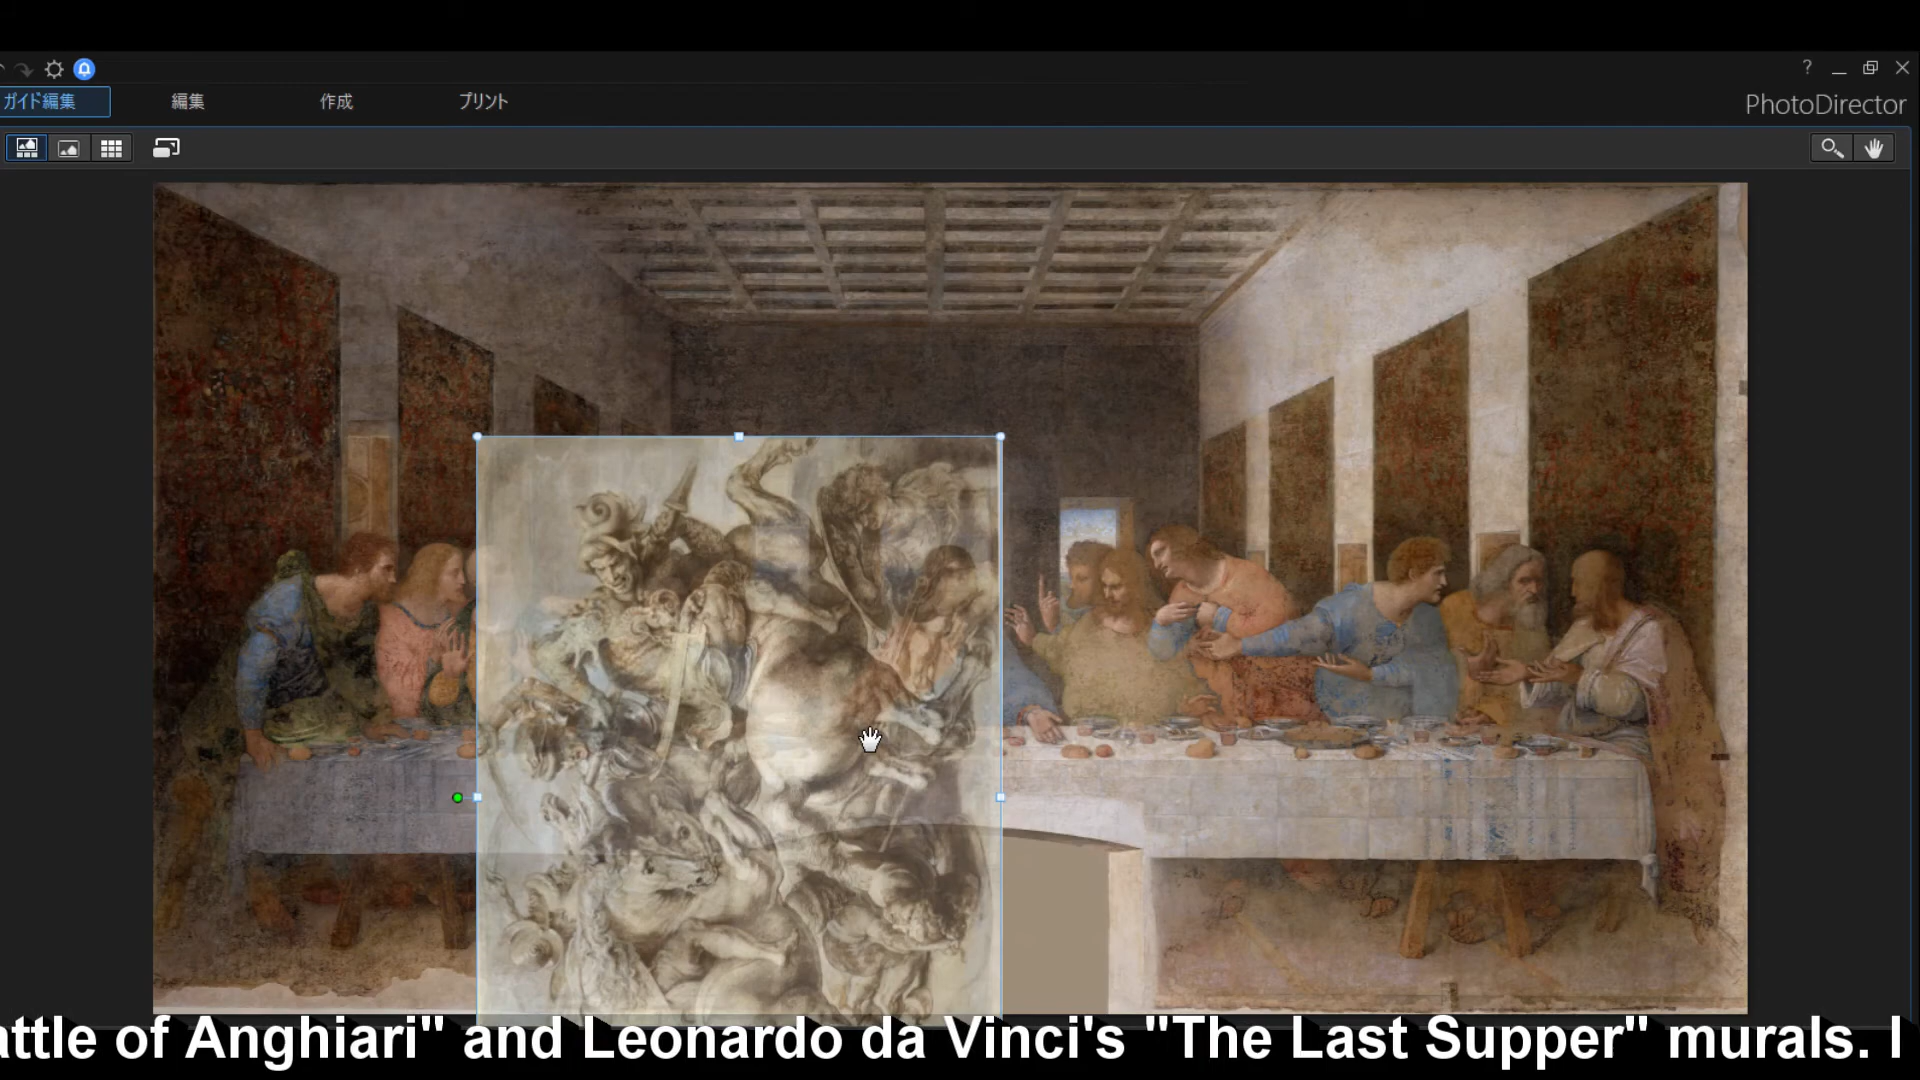 ?
ガイド編集 編集 作成 プリント
PhotoDirector
attle of Anghiari" and Leonardo da Vinci's "The Last Supper" murals. I